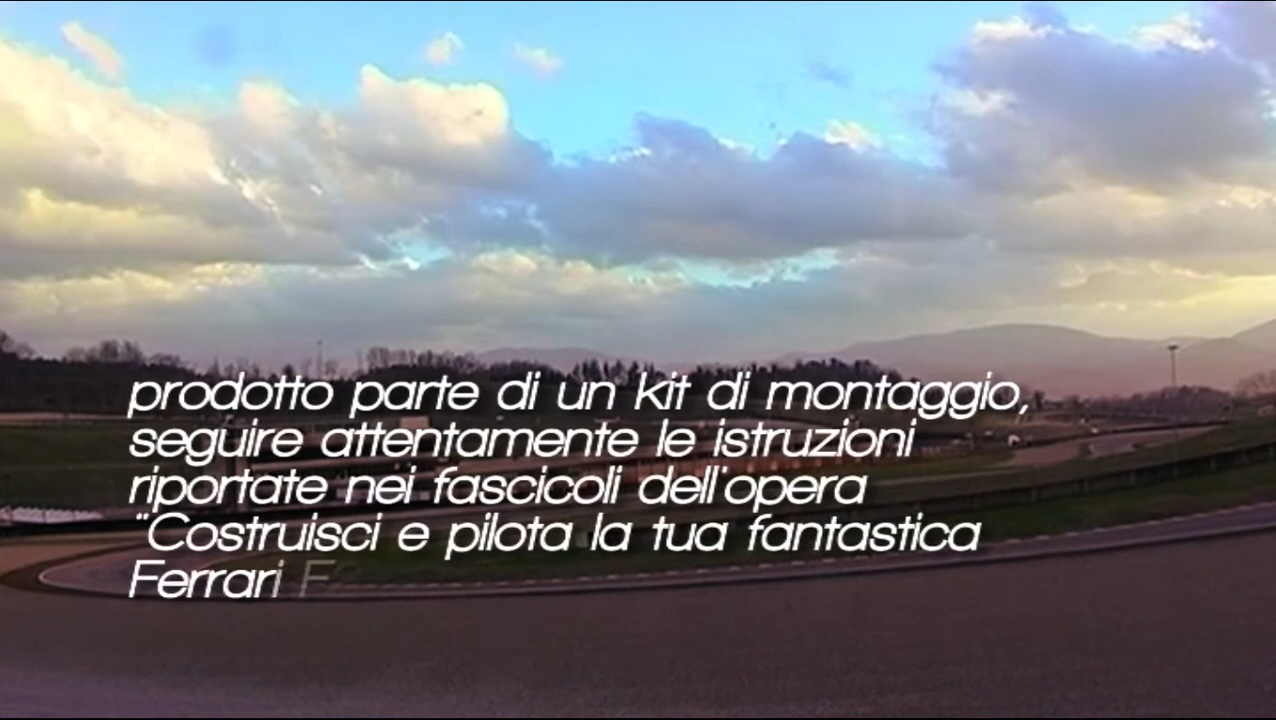 prodotto parte di un kit di montaggio,
seguire attentamente le istruzioni
riportate nei fascicoli dell'opera
"Costruisci e pilota la tua fantastica
Ferrari F